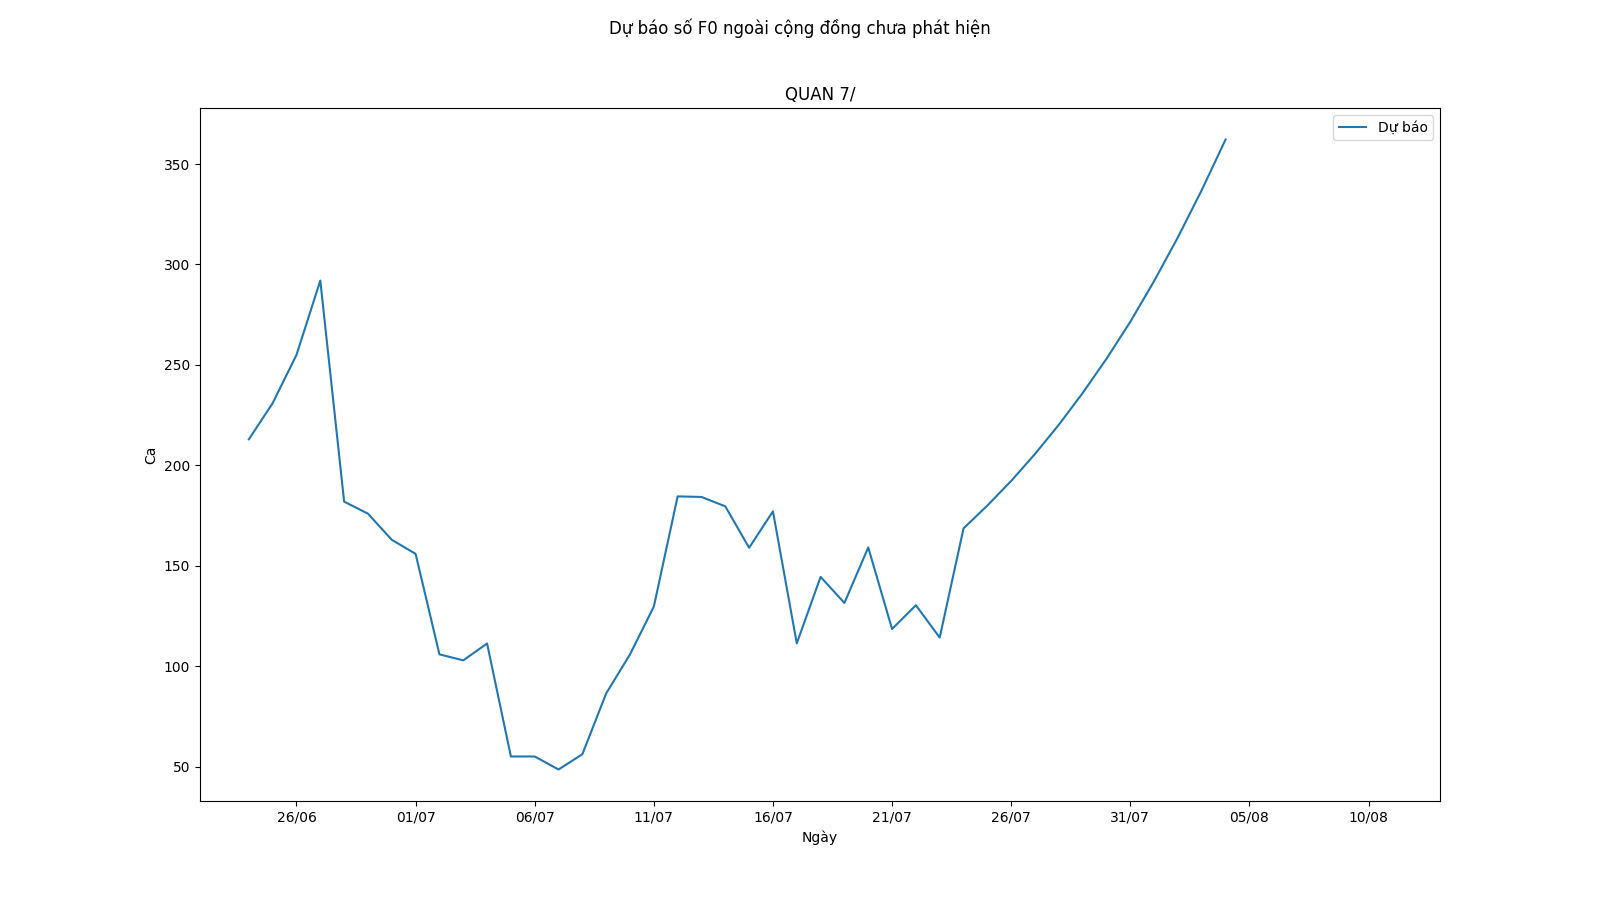 Dự báo số F0 ngoài cộng đồng chưa phát hiện
QUAN 7/
Dự báo
350
300
250
200
150
100
50
Ca
26/06 01/07 06/07 11/07 16/07 21/07 26/07 31/07 05/08 10/08
Ngày